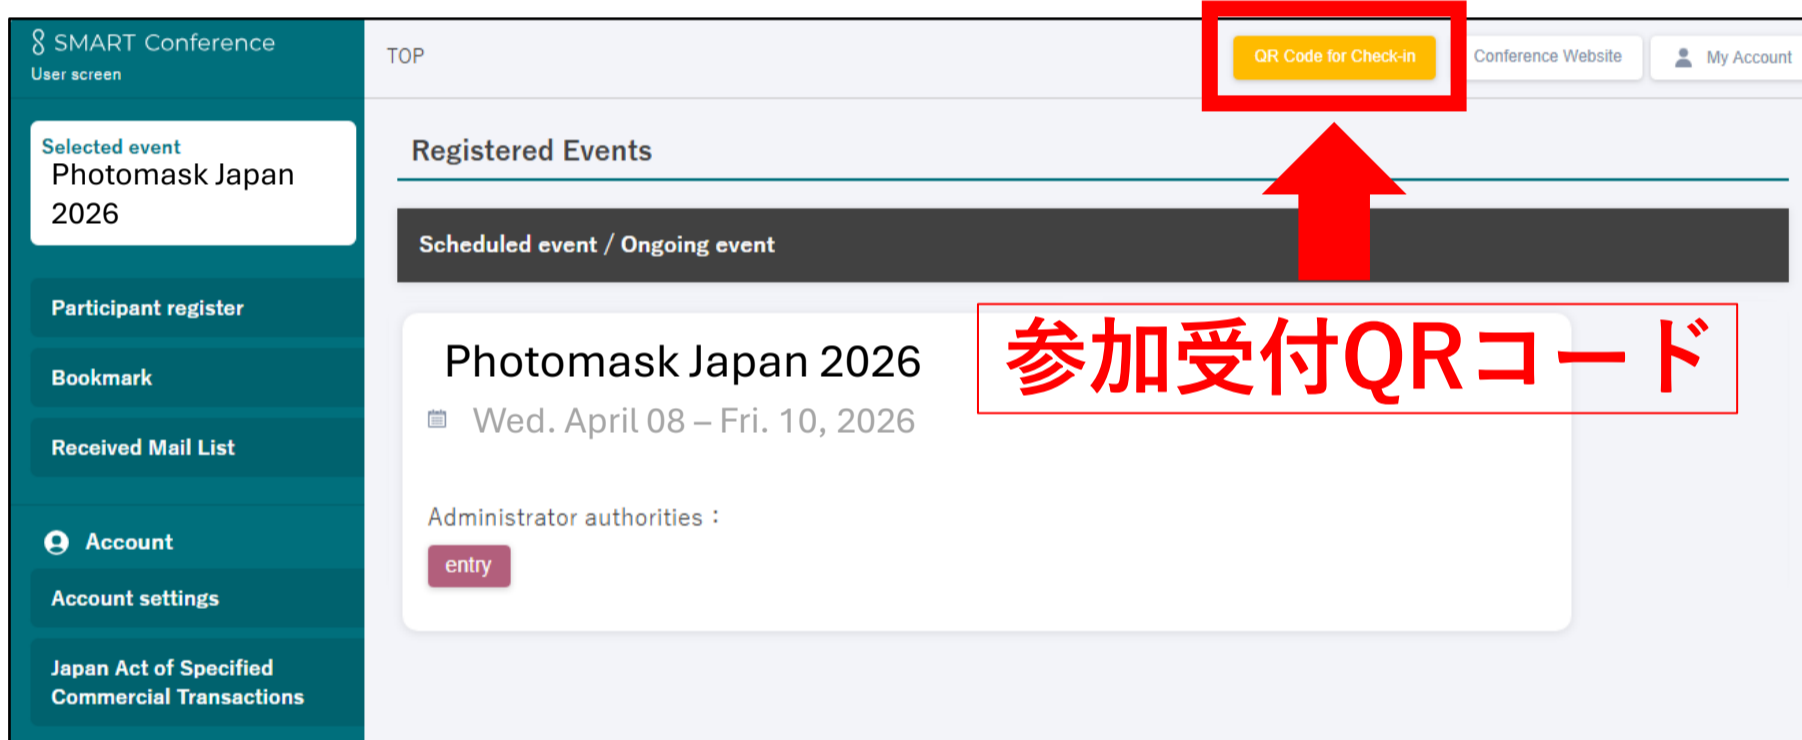 SMART Conference
User screen
TOP
QR Code for Check-in
Conference Website
My Account
Selected event
Photomask Japan
2026
Registered Events
Scheduled event / Ongoing event
Participant register
Bookmark
Received Mail List
Photomask Japan 2026
Wed. April 08 – Fri. 10, 2026
参加受付QRコード
Administrator authorities：
entry
Account
Account settings
Japan Act of Specified
Commercial Transactions